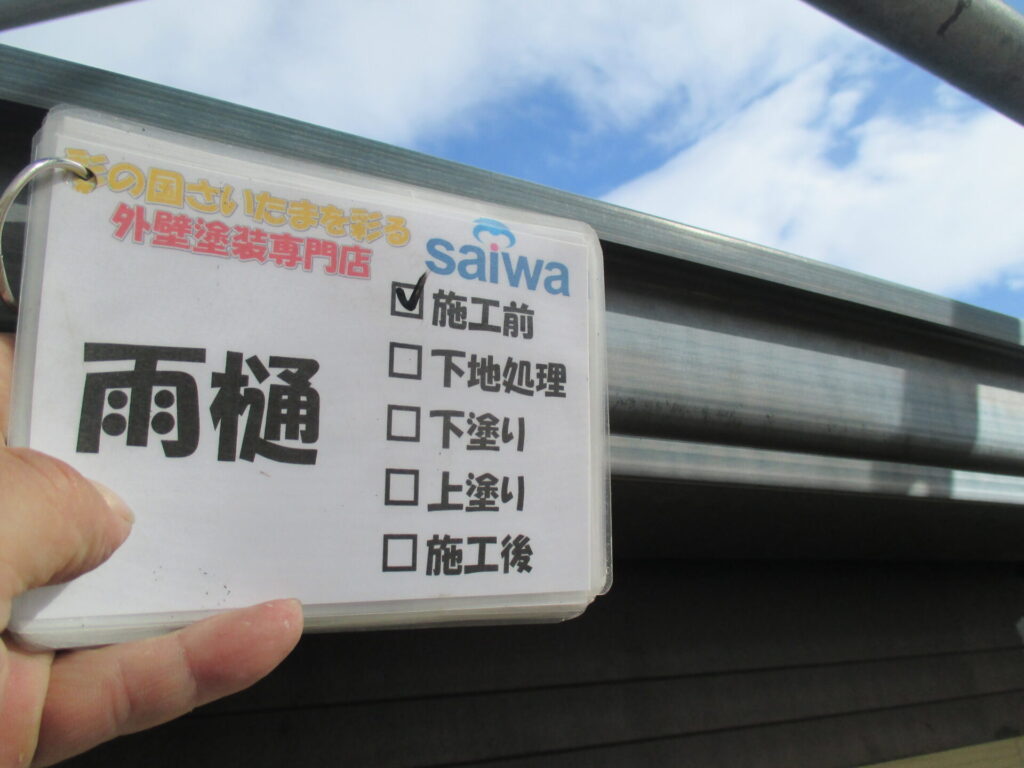 彩の国さいたまを彩る
外壁塗装専門店
saiwa
雨樋
施工前
下地処理
下塗り
上塗り
施工後